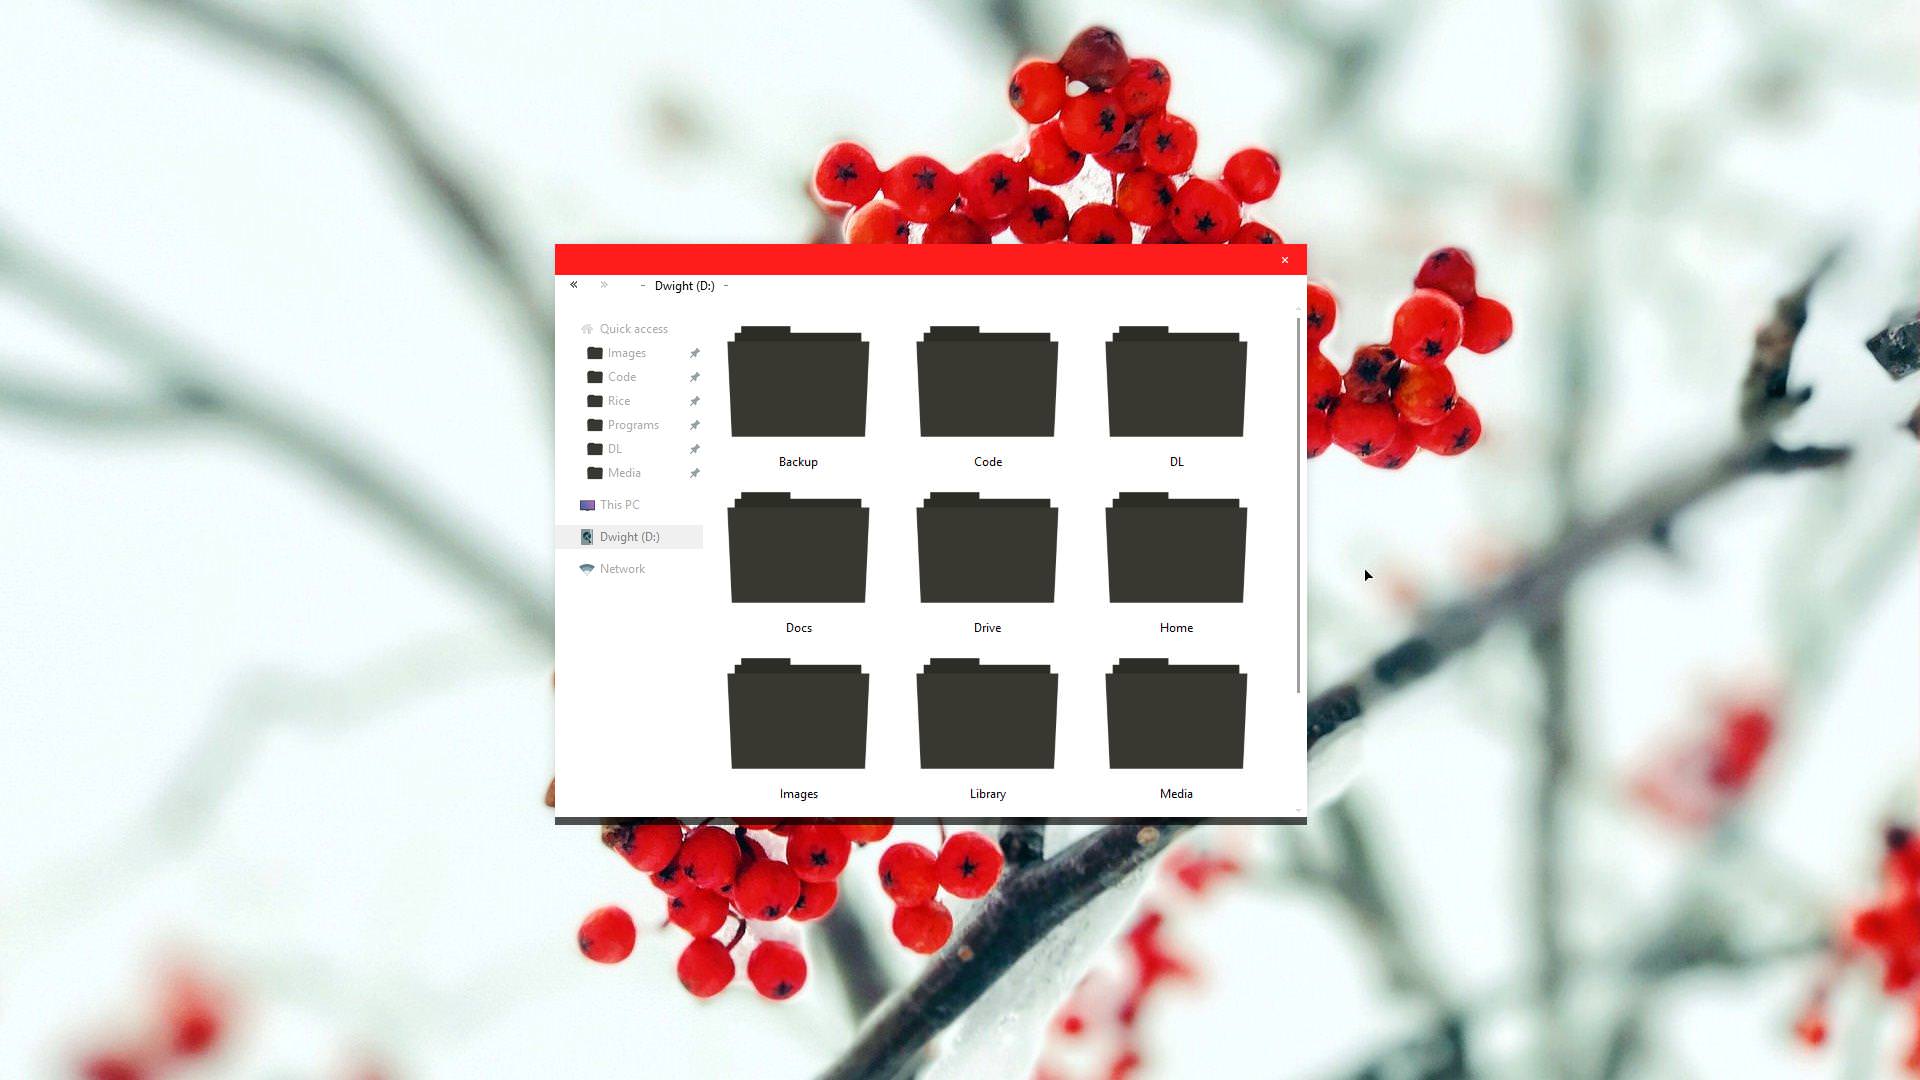 Dwight (D:)
Quick access
Images
Code
Rice
Programs
DL
Media
This PC
Dwight (D:)
Network
Backup
Code
DL
Docs
Drive
Home
Images
Library
Media